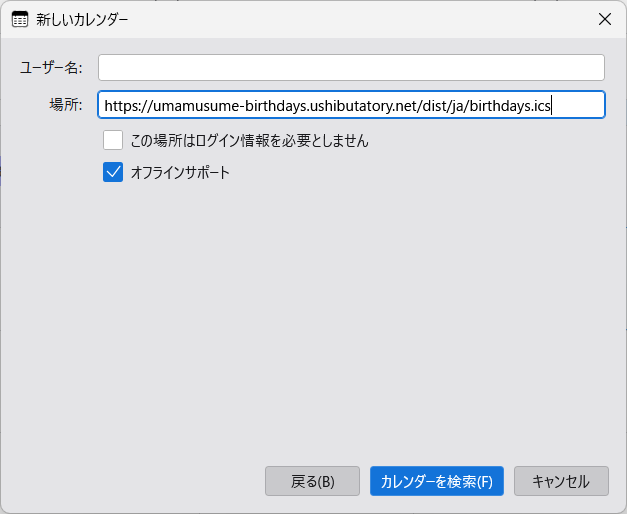 新しいカレンダー
ユーザー名:
場所: https://umamusume-birthdays.ushibutatory.net/dist/ja/birthdays.ics
この場所はログイン情報を必要としません
オフラインサポート
戻る(B) カレンダーを検索(F) キャンセル